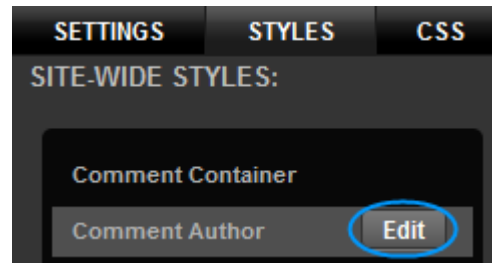 SETTINGS STYLES CSS
SITE-WIDE STYLES:
Comment Container
Comment Author Edit